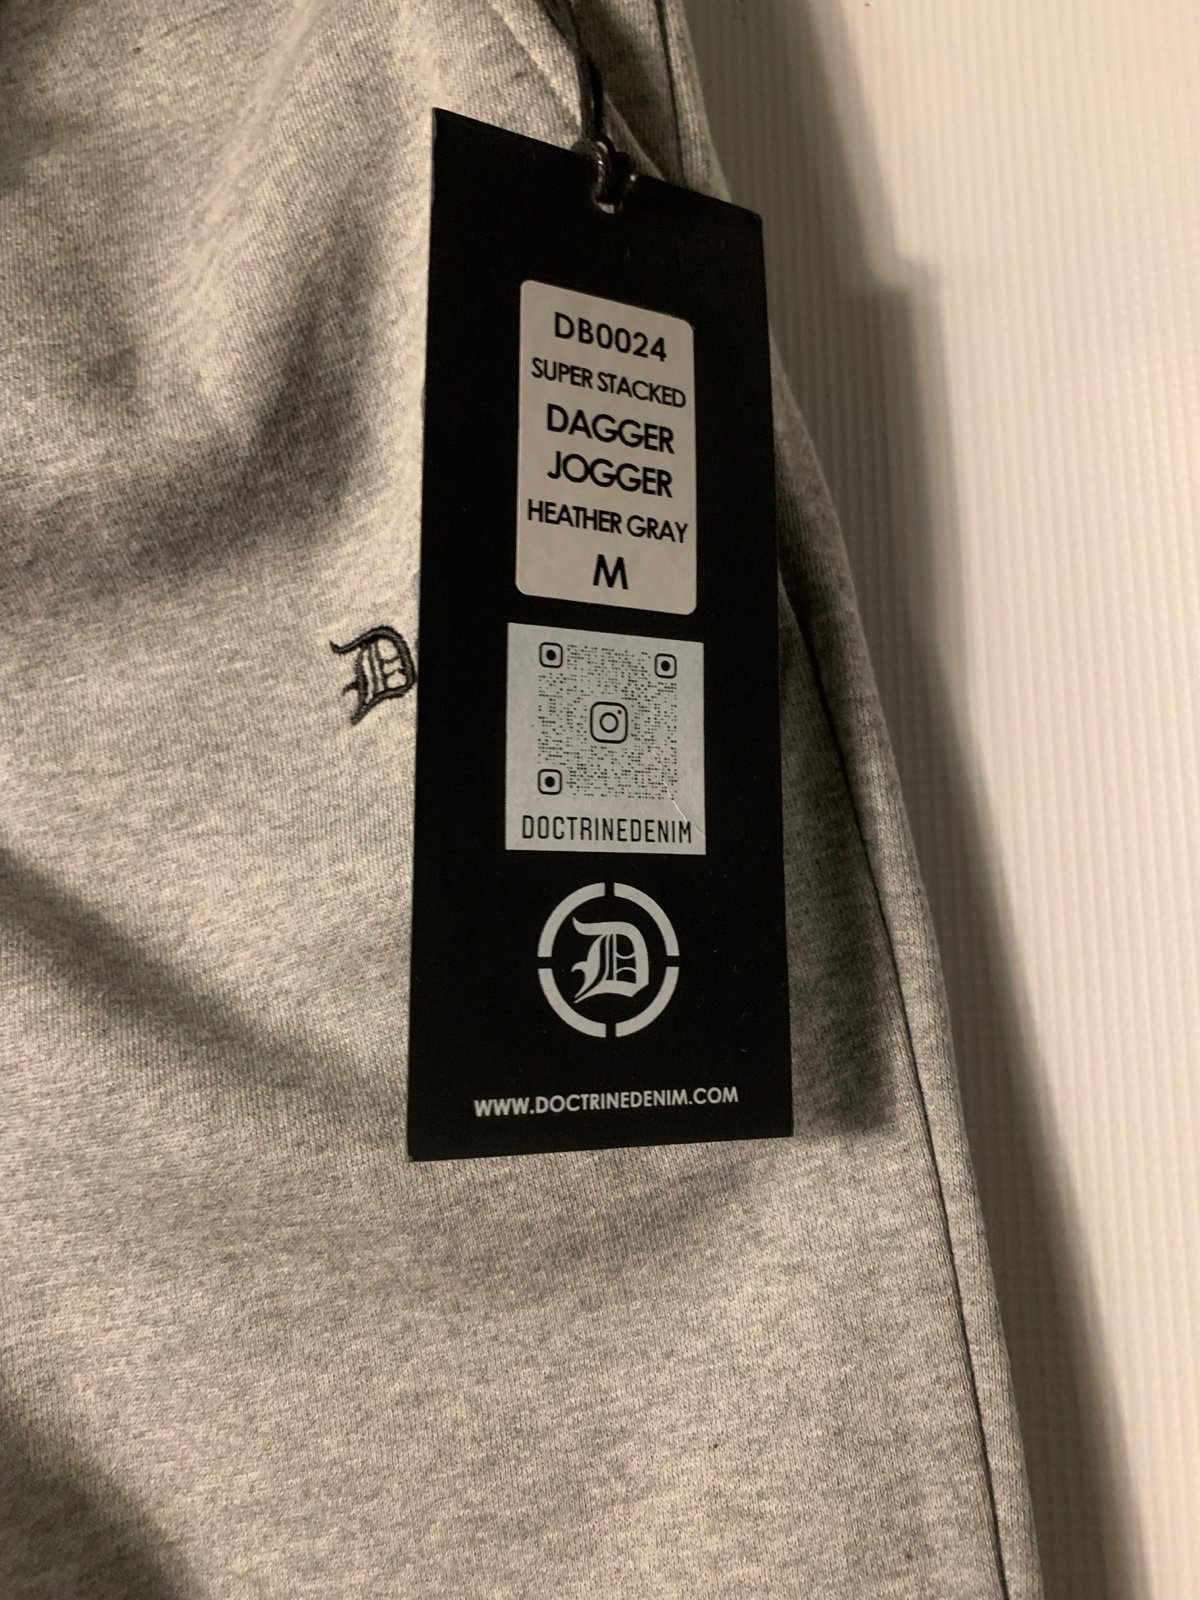 DB0024
SUPER STACKED
DAGGER
JOGGER
HEATHER GRAY
M
D
DOCTRINEDENIM
D
WWW.DOCTRINEDENIM.COM